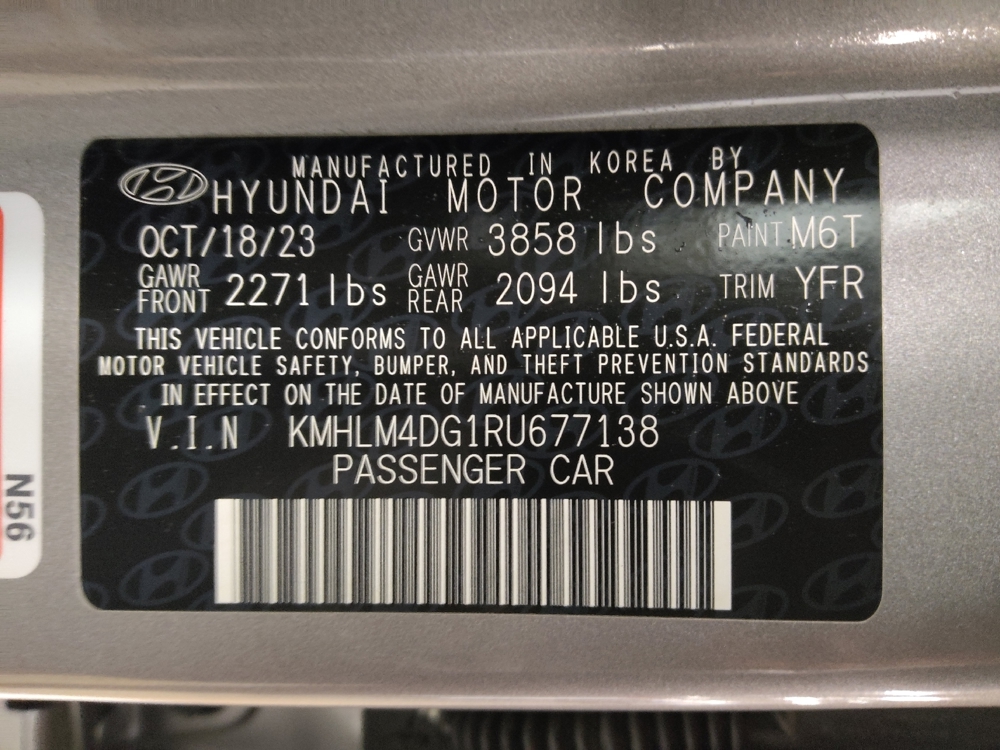 MANUFACTURED IN KOREA BY
HYUNDAI MOTOR COMPANY
OCT/18/23 GVWR 3858 lbs PAINT M6T
GAWR FRONT 2271 lbs GAWR REAR 2094 lbs TRIM YFR
THIS VEHICLE CONFORMS TO ALL APPLICABLE U.S.A. FEDERAL
MOTOR VEHICLE SAFETY, BUMPER, AND THEFT PREVENTION STANDARDS
IN EFFECT ON THE DATE OF MANUFACTURE SHOWN ABOVE
V.I.N KMHLM4DG1RU677138
PASSENGER CAR
N56